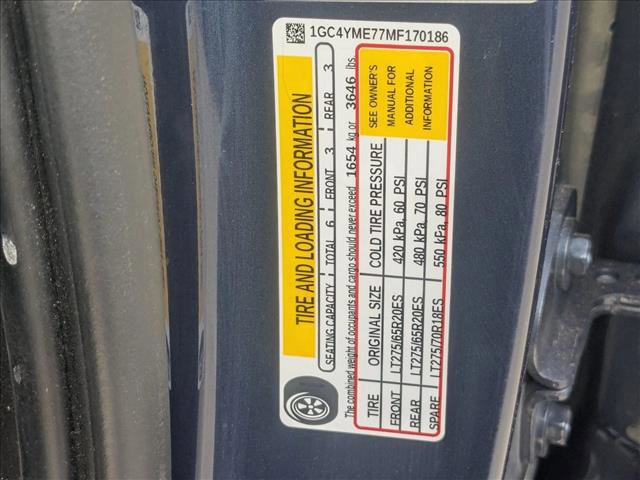 1GC4YME77MF170186
TIRE AND LOADING INFORMATION
SEATING CAPACITY TOTAL 6 FRONT 3 REAR 3
The combined weight of occupants and cargo should never exceed 1654 kg or 3646 lbs
TIRE ORIGINAL SIZE COLD TIRE PRESSURE
FRONT LT275/65R20ES 420 kPa, 60 PSI
REAR LT275/65R20ES 480 kPa, 70 PSI
SPARE LT275/70R18ES 550 kPa, 80 PSI
SEE OWNER'S
MANUAL FOR
ADDITIONAL
INFORMATION